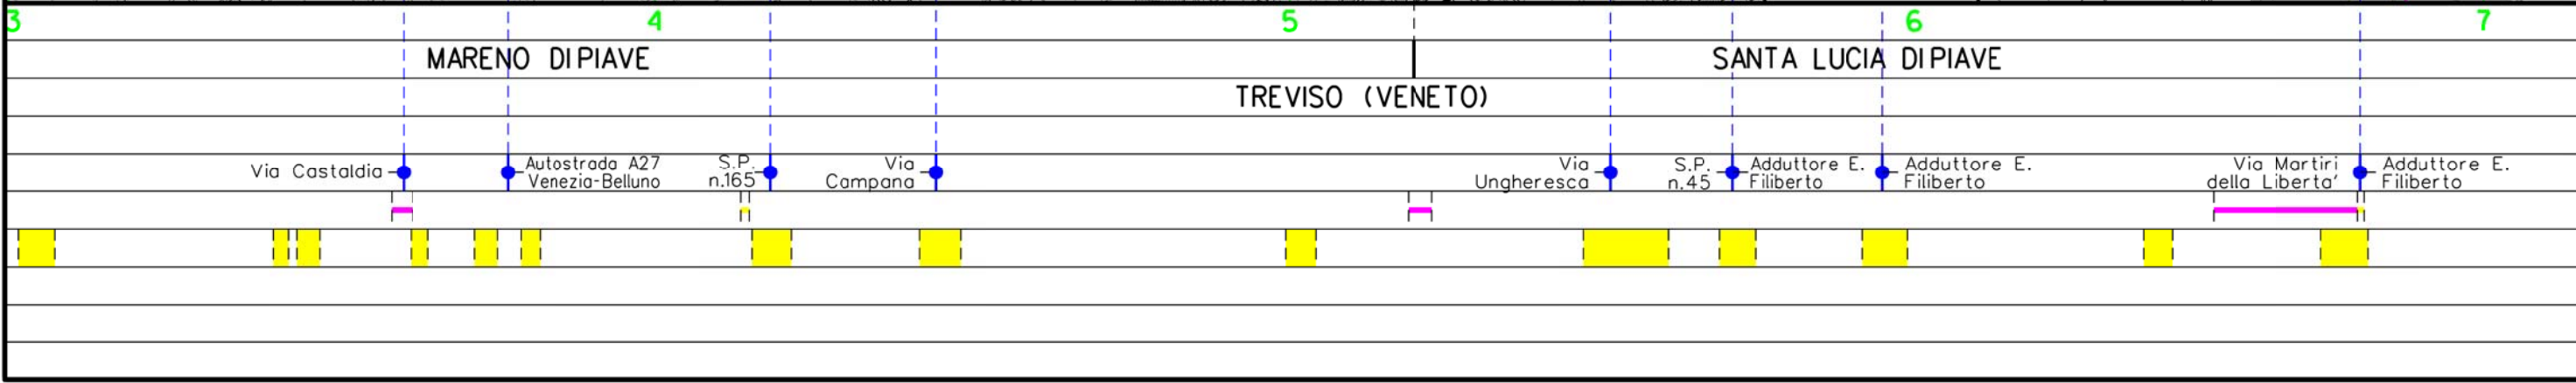 3 4 5 6 7
MARENO DI PIAVE SANTA LUCIA DI PIAVE
TREVISO (VENETO)
Via Castaldia
Autostrada A27
Venezia-Belluno
S.P.
n.165
Via
Campana
Via
Ungheresca
S.P.
n.45
Adduttore E.
Filiberto
Adduttore E.
Filiberto
Via Martiri
della Liberta'
Adduttore E.
Filiberto